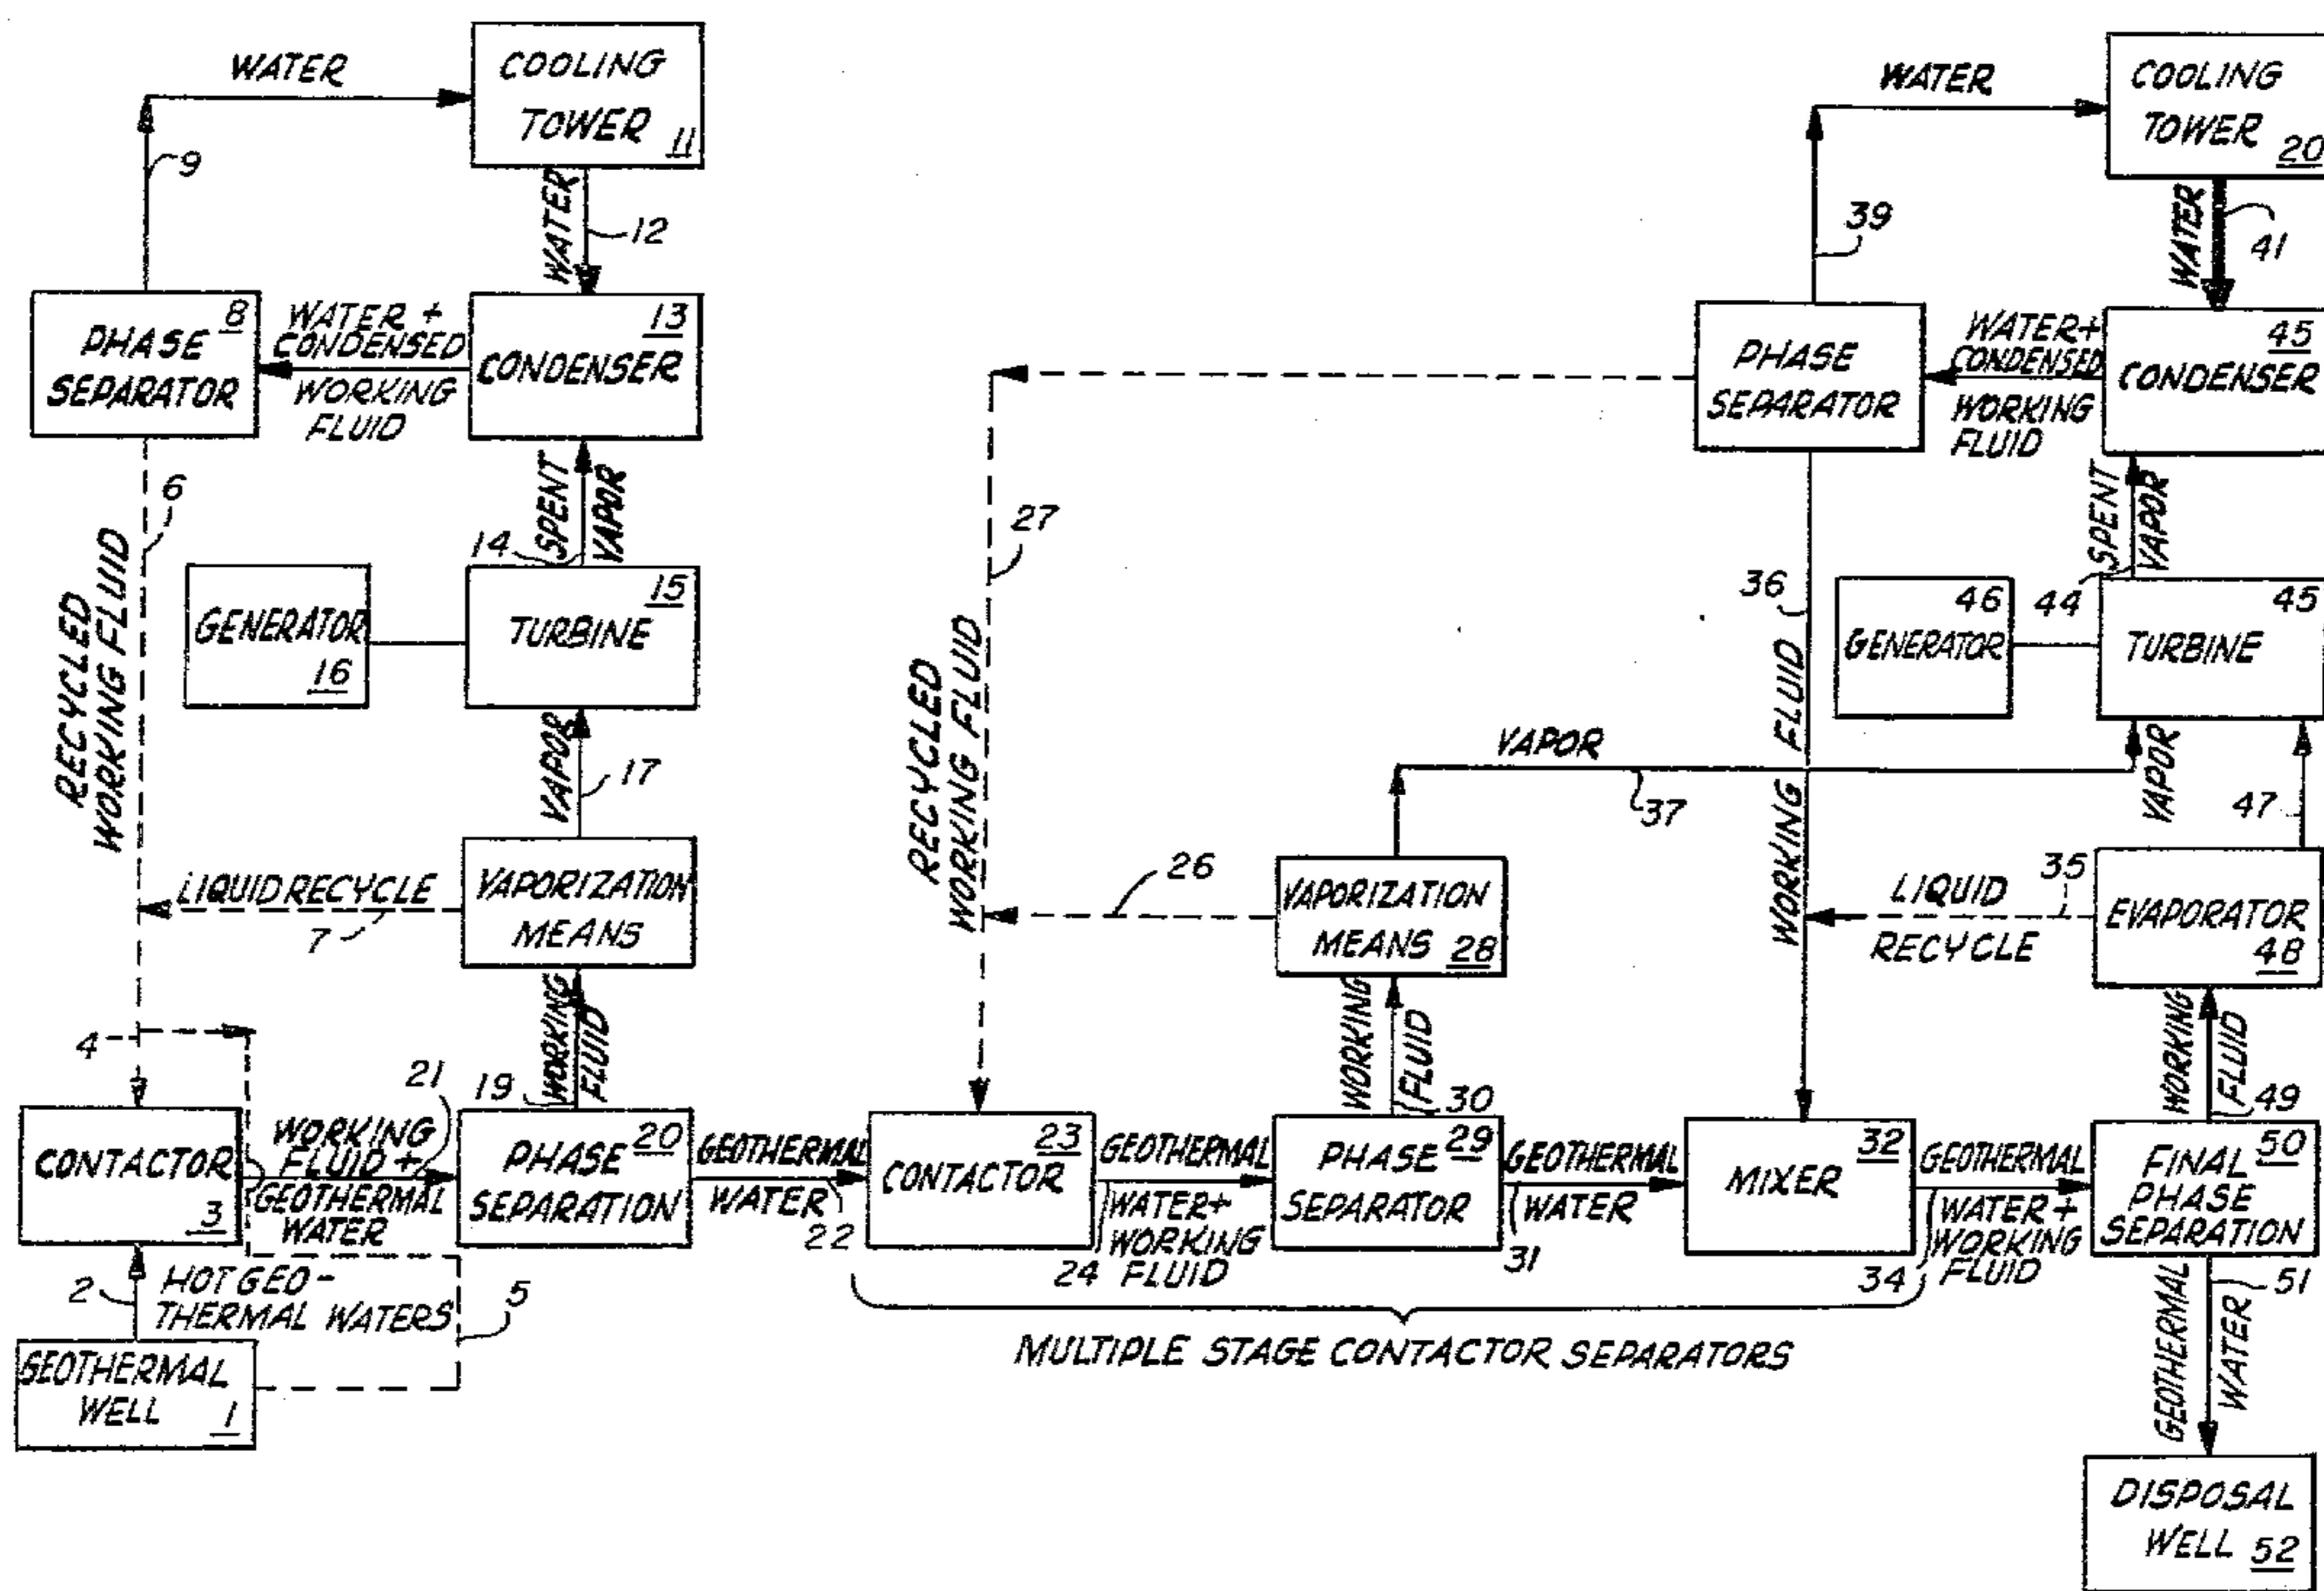 WATER
COOLING
TOWER 11
9
WATER
12
8
PHASE
SEPARATOR
WATER +
CONDENSED
WORKING
FLUID
13
CONDENSER
6
RECYCLED
WORKING FLUID
14
SPENT
VAPOR
GENERATOR
16
15
TURBINE
VAPOR
17
LIQUID RECYCLE
7
VAPORIZATION
MEANS
4
WORKING
FLUID
19
21
CONTACTOR
3
WORKING
FLUID +
GEOTHERMAL
WATER
20
PHASE
SEPARATION
GEOTHERMAL
WATER
22
2
HOT GEO-
THERMAL WATERS
5
GEOTHERMAL
WELL 1
WATER
COOLING
TOWER 20
39
WATER
41
PHASE
SEPARATOR
WATER+
CONDENSED
WORKING
FLUID
45
CONDENSER
27
RECYCLED
WORKING FLUID
36
WORKING FLUID
46
GENERATOR
44
SPENT
VAPOR
45
TURBINE
VAPOR
37
VAPOR
47
26
VAPORIZATION
MEANS 28
LIQUID
RECYCLE
35
EVAPORATOR
48
WORKING
FLUID
30
WORKING
FLUID
49
23
CONTACTOR
GEOTHERMAL
WATER+
WORKING
FLUID
24
29
PHASE
SEPARATOR
GEOTHERMAL
WATER
31
32
MIXER
GEOTHERMAL
WATER+
WORKING
FLUID
34
50
FINAL
PHASE
SEPARATION
MULTIPLE STAGE CONTACTOR SEPARATORS
GEOTHERMAL
WATER
51
DISPOSAL
WELL 52